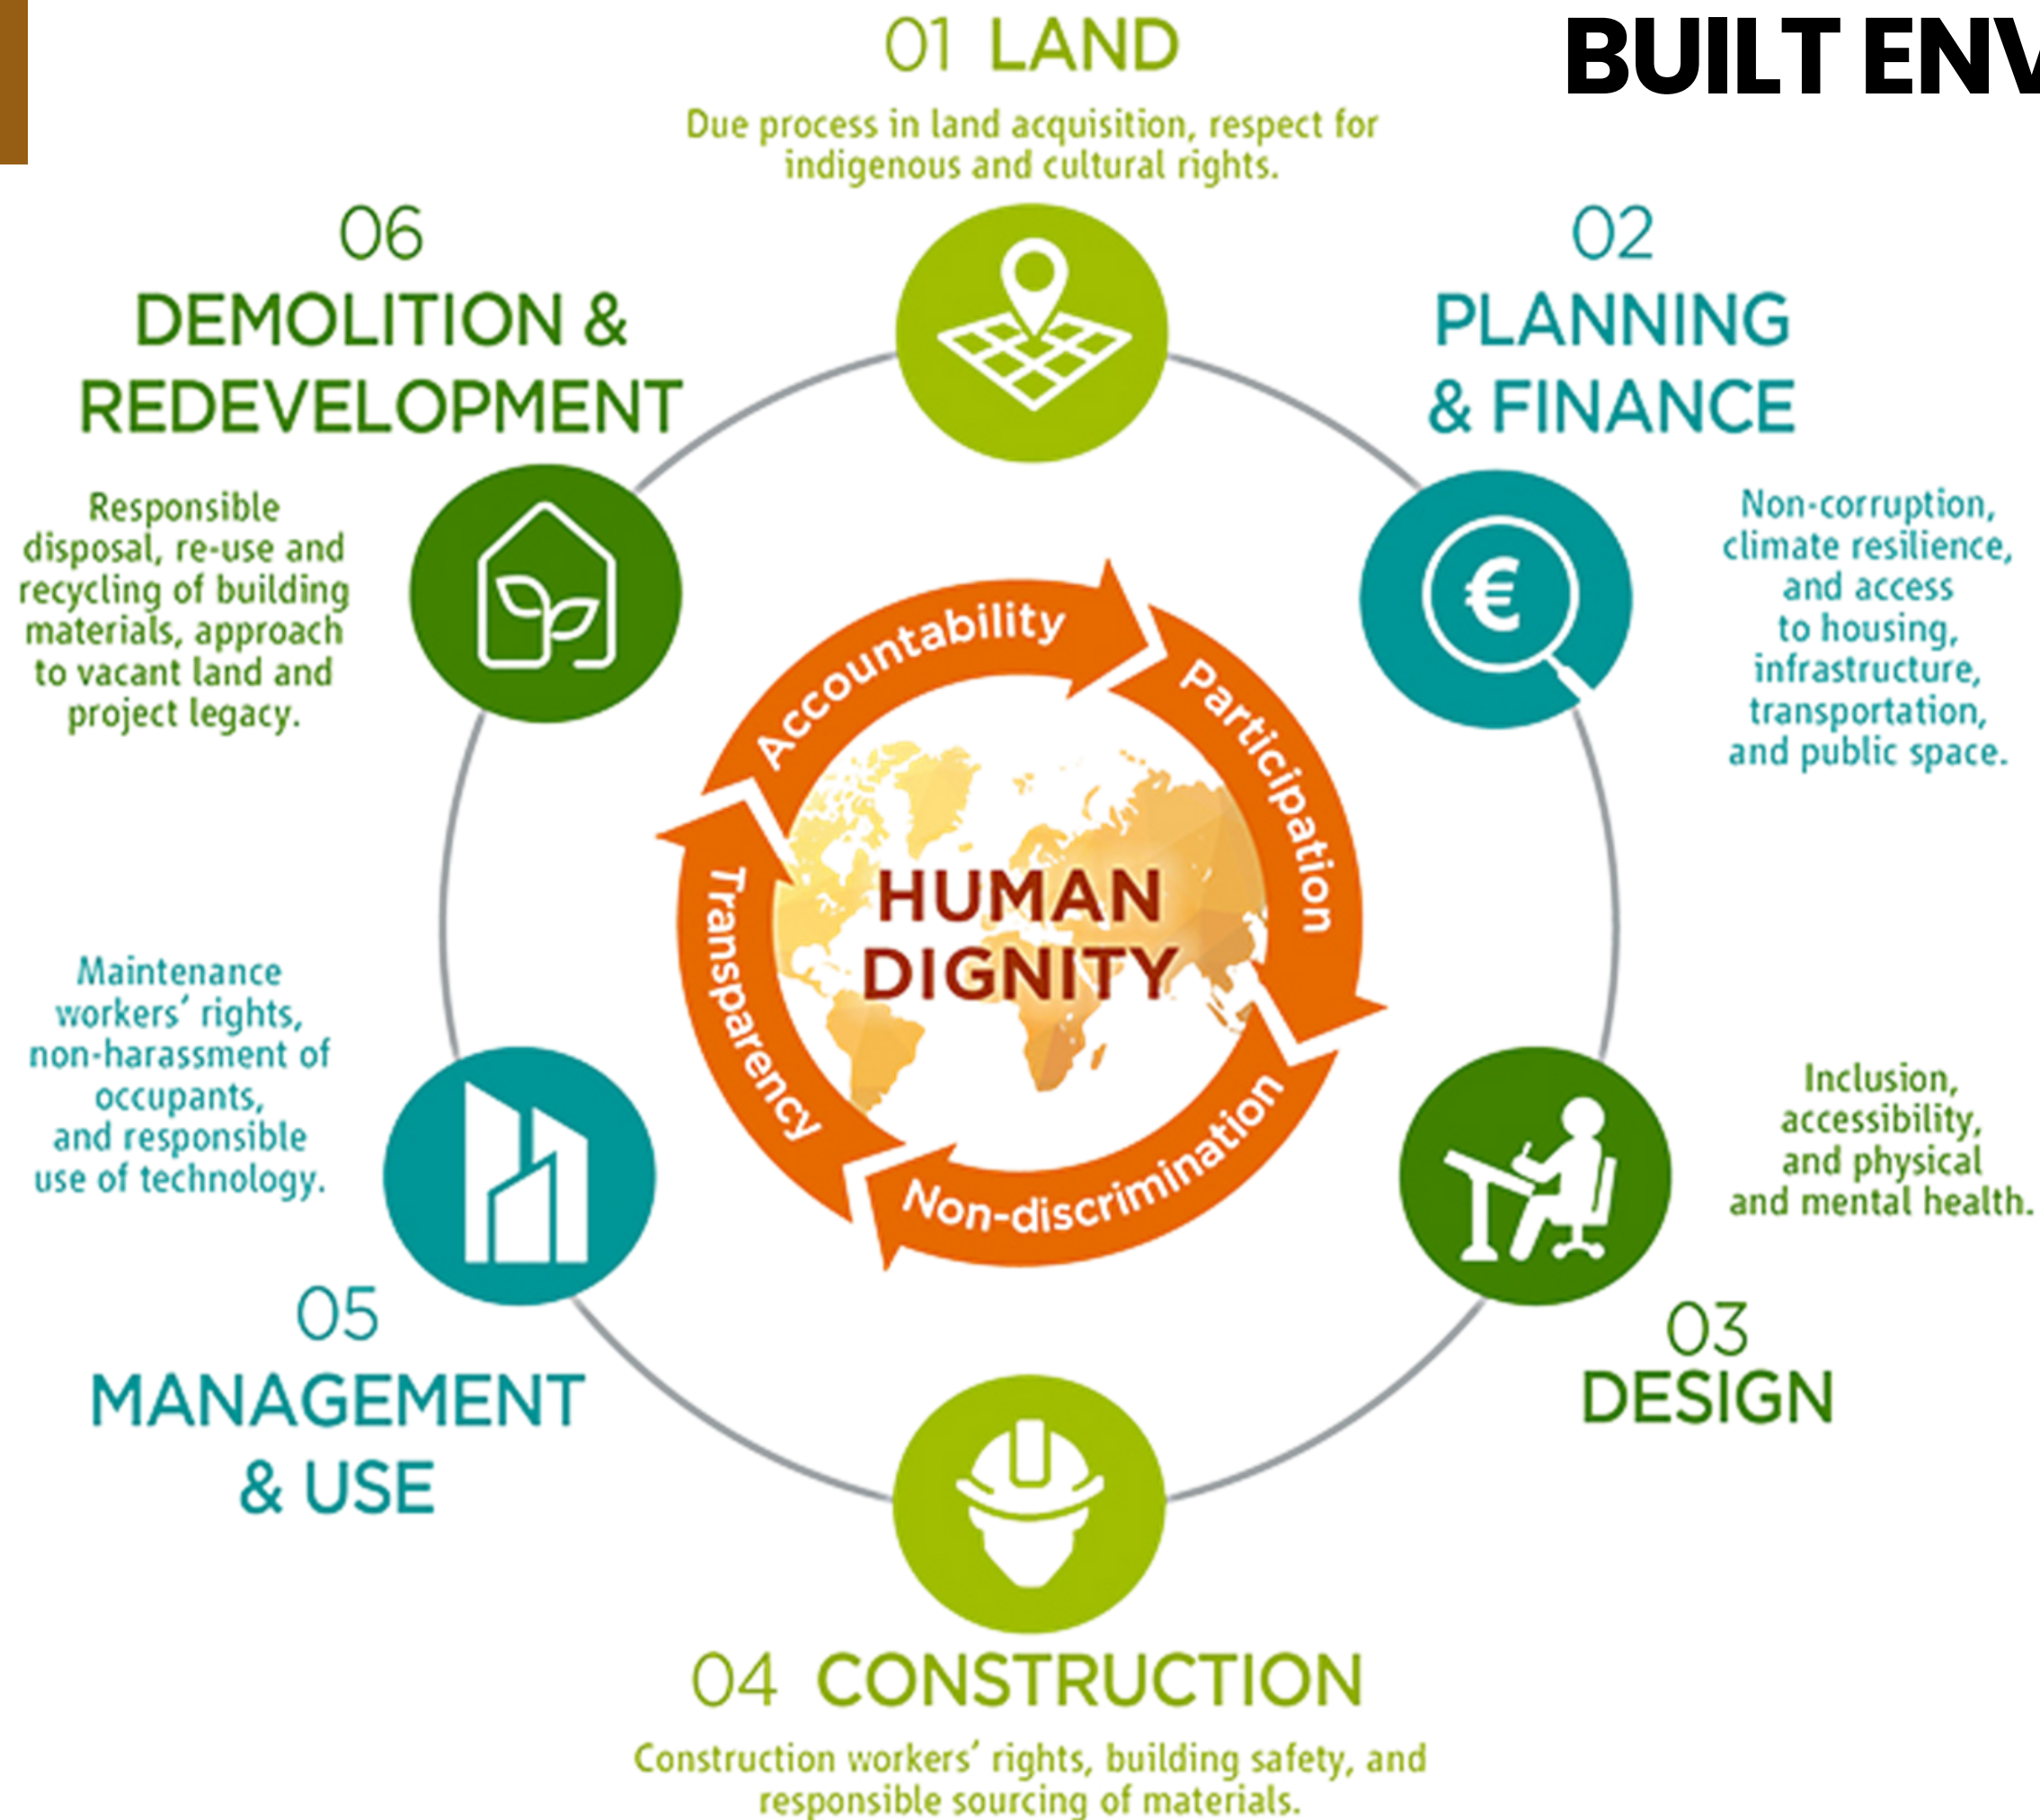 01 LAND
Due process in land acquisition, respect for
indigenous and cultural rights.
BUILT
02
PLANNING
& FINANCE
Non-corruption,
climate resilience,
and access
to housing,
infrastructure,
transportation,
and public space.
€
Inclusion,
accessibility,
and physical
and mental health.
03
DESIGN
04 CONSTRUCTION
Construction workers’ rights, building safety, and
responsible sourcing of materials.
Maintenance
workers’ rights,
non-harassment of
occupants,
and responsible
use of technology.
05
MANAGEMENT
& USE
06
DEMOLITION &
REDEVELOPMENT
Responsible
disposal, re-use and
recycling of building
materials, approach
to vacant land and
project legacy.
Accountability
Participation
Non-discrimination
Transparency
HUMAN
DIGNITY